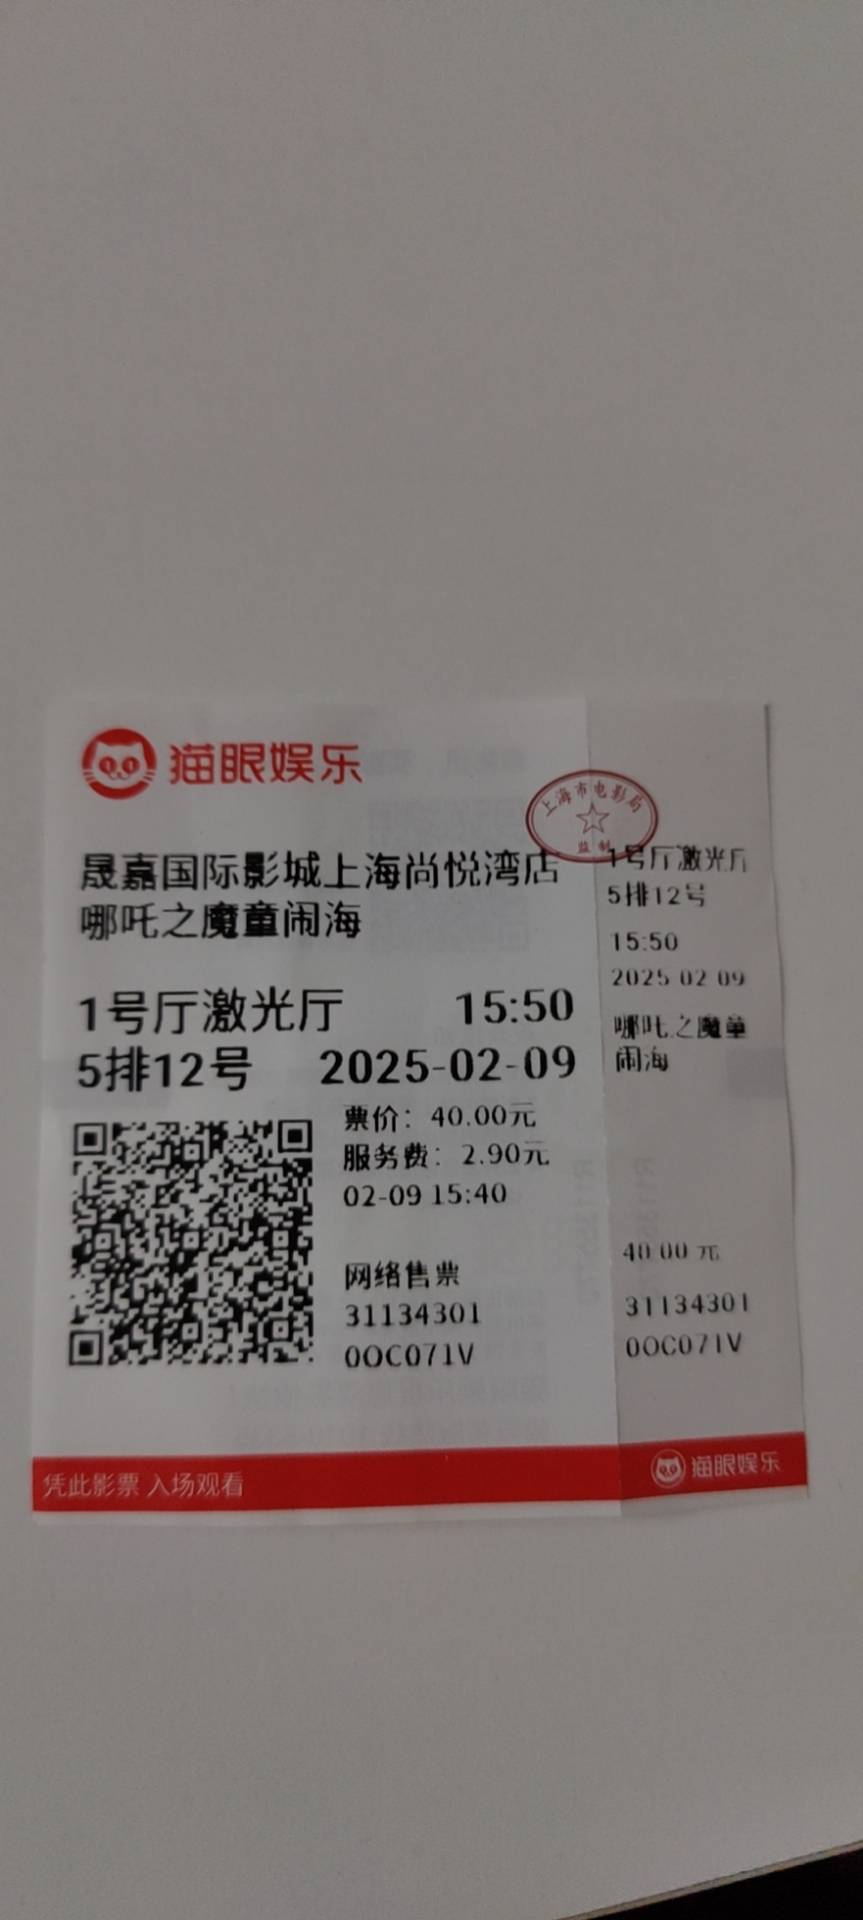 猫眼娱乐
上海市电影局
监制
晟嘉国际影城上海尚悦湾店
哪吒之魔童闹海
1号厅激光厅 15:50
5排12号 2025-02-09
票价：40.00元
服务费：2.90元
02-09 15:40
网络售票
31134301
0OC071V
凭此影票 入场观看
1号厅激光厅
5排12号
15:50
2025-02-09
哪吒之魔童
闹海
40.00 元
31134301
0OC071V
猫眼娱乐